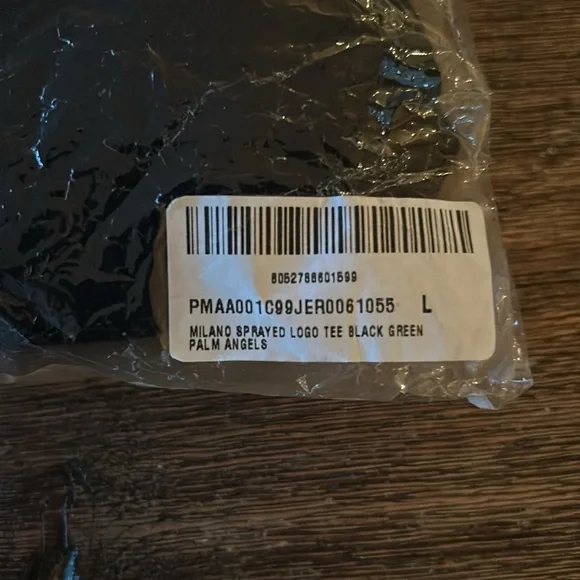 8052788601599
PMAA001C99JER0061055 L
MILANO SPRAYED LOGO TEE BLACK GREEN
PALM ANGELS